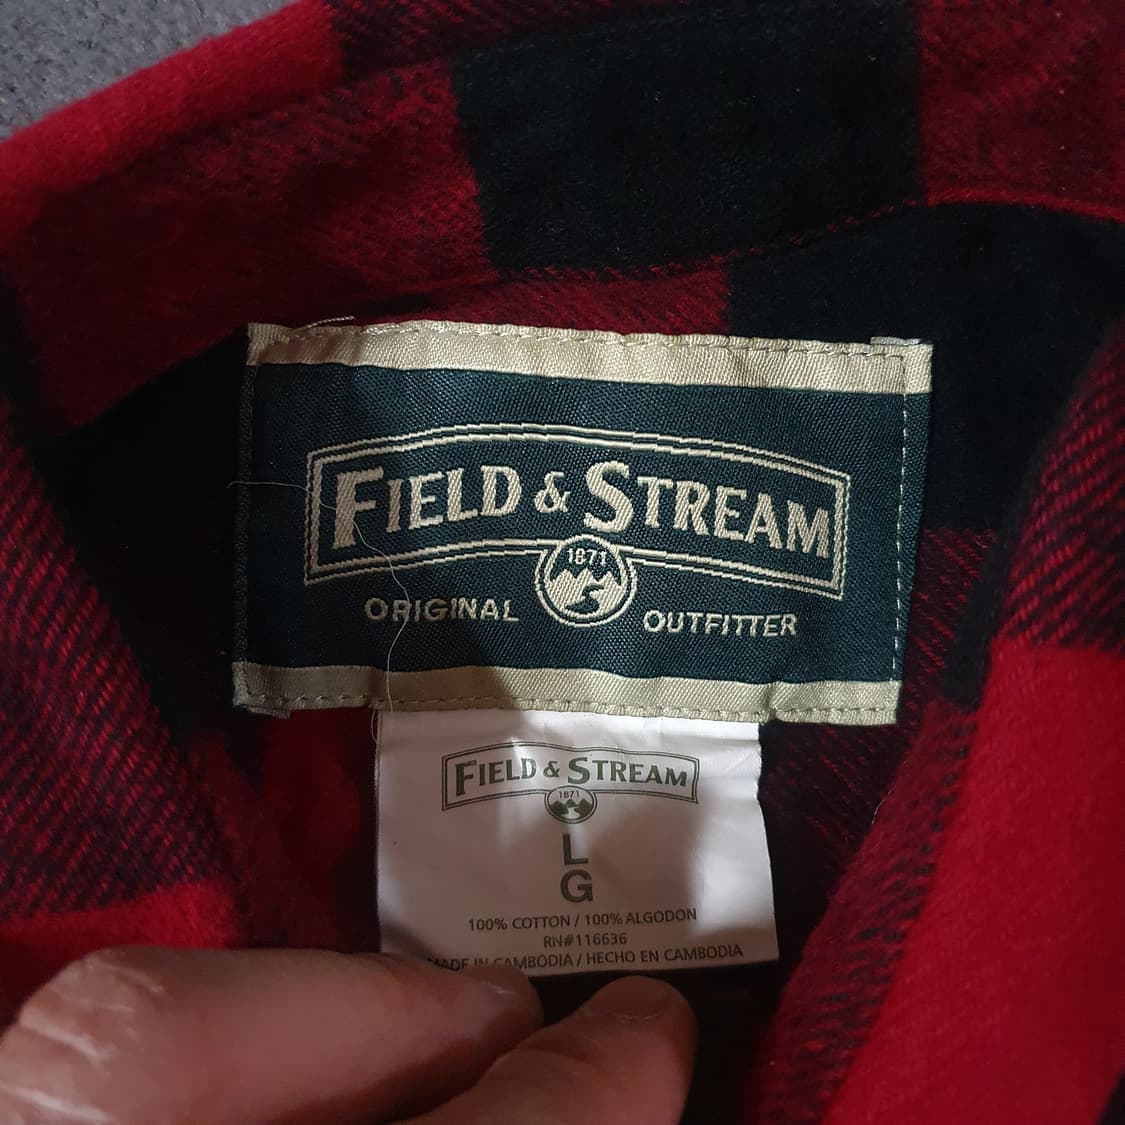 FIELD & STREAM
1871
ORIGINAL OUTFITTER
FIELD & STREAM
1871
L
G
100% COTTON / 100% ALGODON
RN#116636
MADE IN CAMBODIA / HECHO EN CAMBODIA